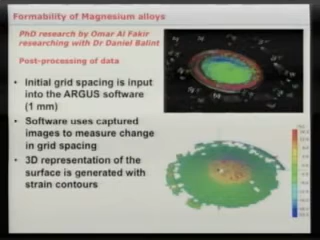 Formability of Magnesium alloys
PhD research by Omar Al Fakir
researching with Dr Daniel Balint
Post-processing of data
• Initial grid spacing is input
into the ARGUS software
(1 mm)
• Software uses captured
images to measure change
in grid spacing
• 3D representation of the
surface is generated with
strain contours